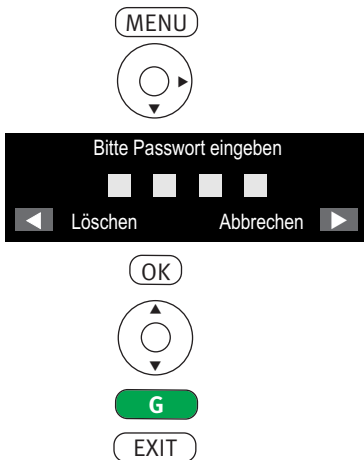 MENU
Bitte Passwort eingeben
Löschen Abbrechen
OK
G
EXIT